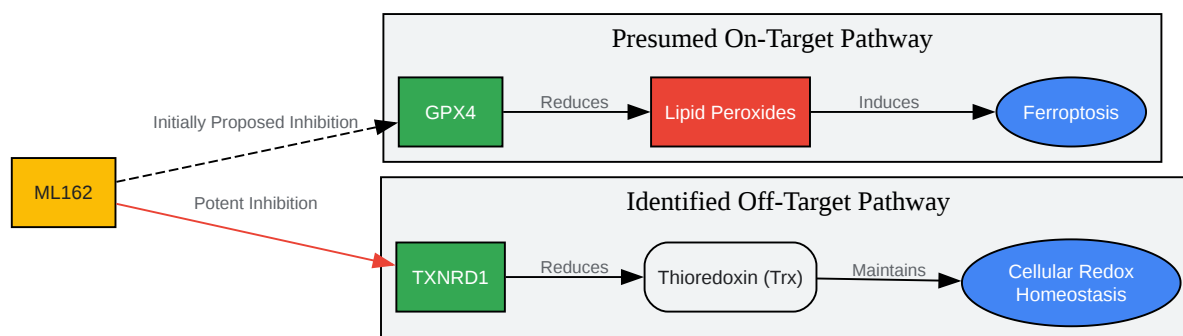 Presumed On-Target Pathway
GPX4
Reduces
Lipid Peroxides
Induces
Ferroptosis
Initially Proposed Inhibition
ML162
Potent Inhibition
Identified Off-Target Pathway
TXNRD1
Reduces
Thioredoxin (Trx)
Maintains
Cellular Redox
Homeostasis